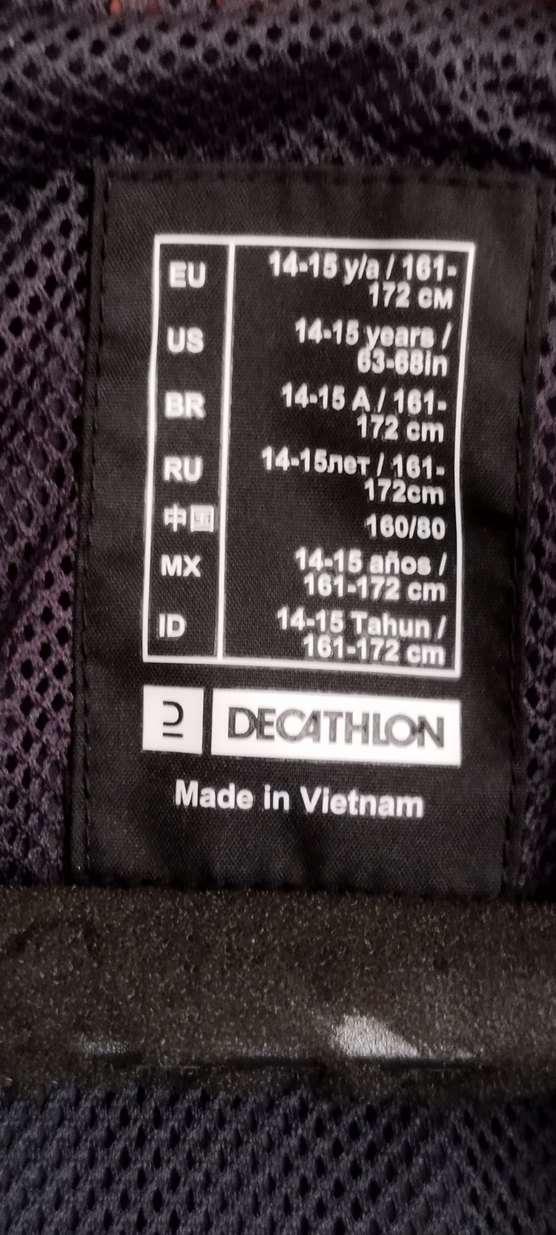 EU 14-15 y/a / 161-
172 см
US 14-15 years /
63-68in
BR 14-15 A / 161-
172 cm
RU 14-15лет / 161-
172cm
中国 160/80
MX 14-15 años /
161-172 cm
ID 14-15 Tahun /
161-172 cm
DECATHLON
Made in Vietnam